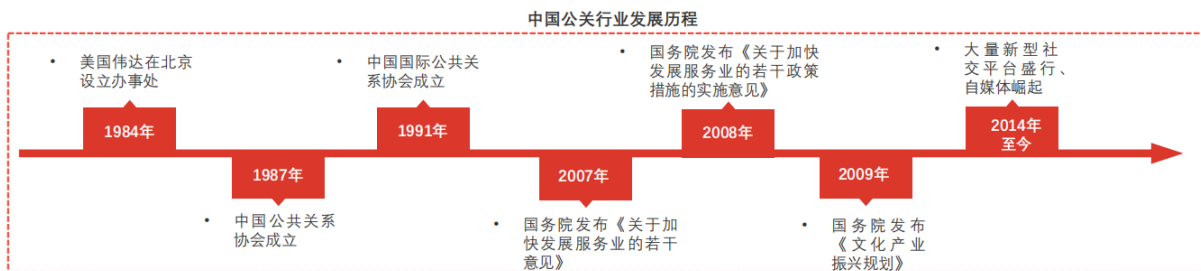 中国公关行业发展历程
• 美国伟达在北京
设立办事处
1984年
1987年
• 中国公共关系
协会成立
• 中国国际公共关
系协会成立
1991年
2007年
• 国务院发布《关于加
快发展服务业的若干
意见》
• 国务院发布《关于加快
发展服务业的若干政策
措施的实施意见》
2008年
2009年
• 国务院发布
《文化产业
振兴规划》
• 大量新型社
交平台盛行、
自媒体崛起
2014年
至今